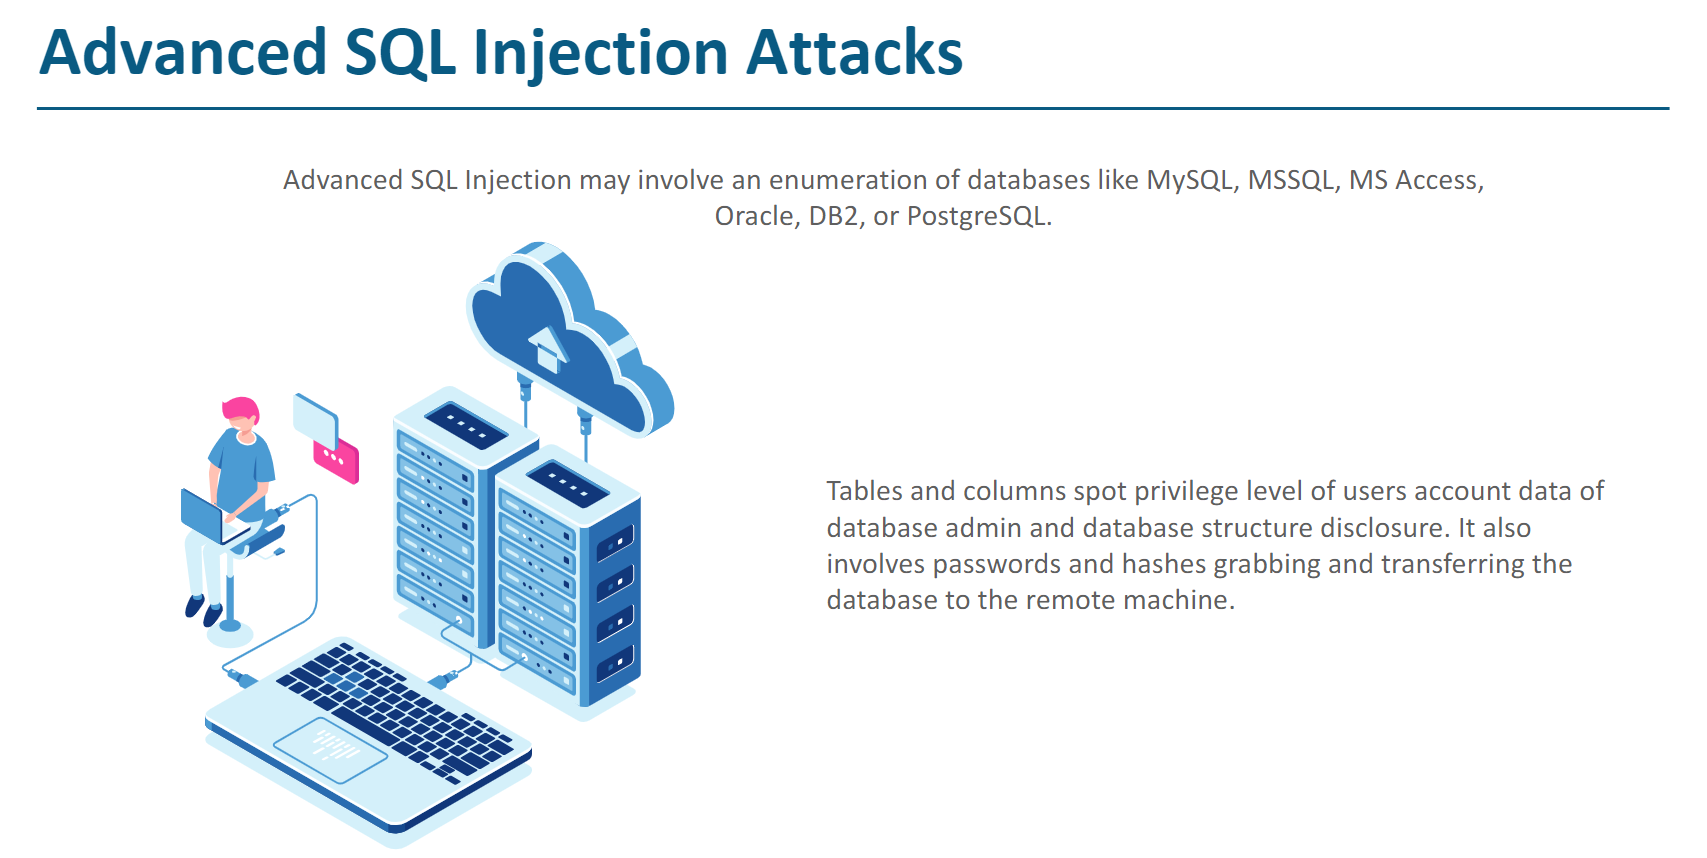 Advanced SQL Injection Attacks
Advanced SQL Injection may involve an enumeration of databases like MySQL, MSSQL, MS Access,
Oracle, DB2, or PostgreSQL.
Tables and columns spot privilege level of users account data of
database admin and database structure disclosure. It also
involves passwords and hashes grabbing and transferring the
database to the remote machine.